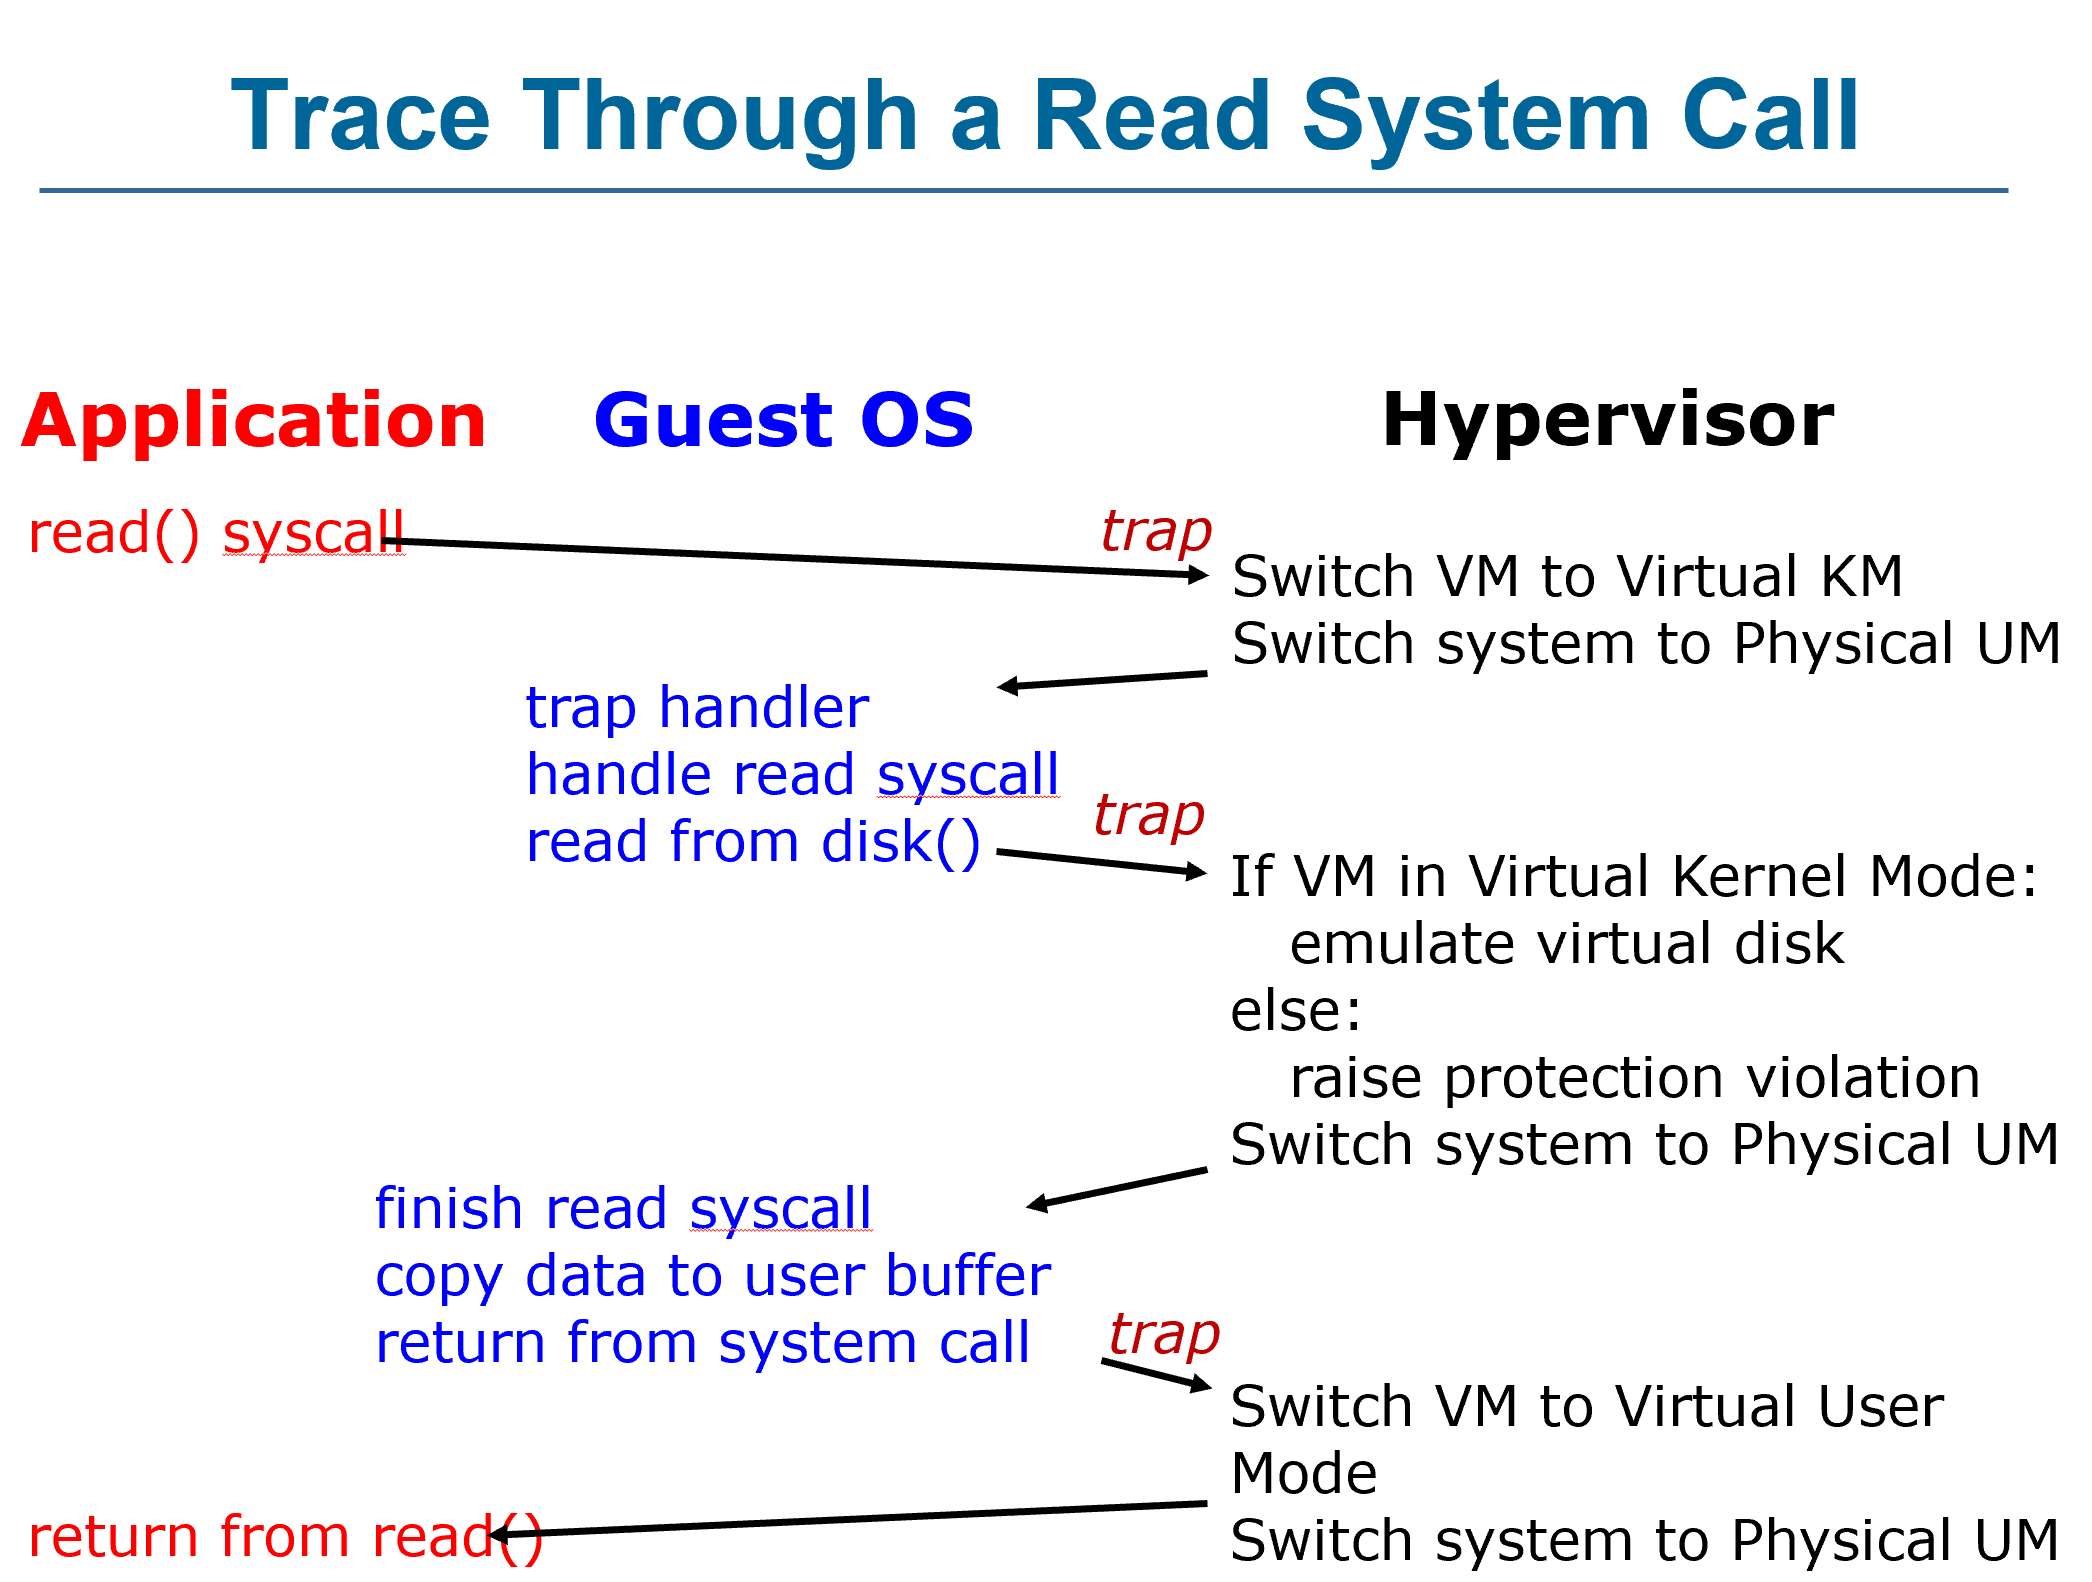 Trace Through a Read System Call
Application
Guest OS
Hypervisor
read() syscall
trap
Switch VM to Virtual KM
Switch system to Physical UM
trap handler
handle read syscall
read from disk()
trap
If VM in Virtual Kernel Mode:
emulate virtual disk
else:
raise protection violation
Switch system to Physical UM
finish read syscall
copy data to user buffer
return from system call
trap
Switch VM to Virtual User
Mode
Switch system to Physical UM
return from read()